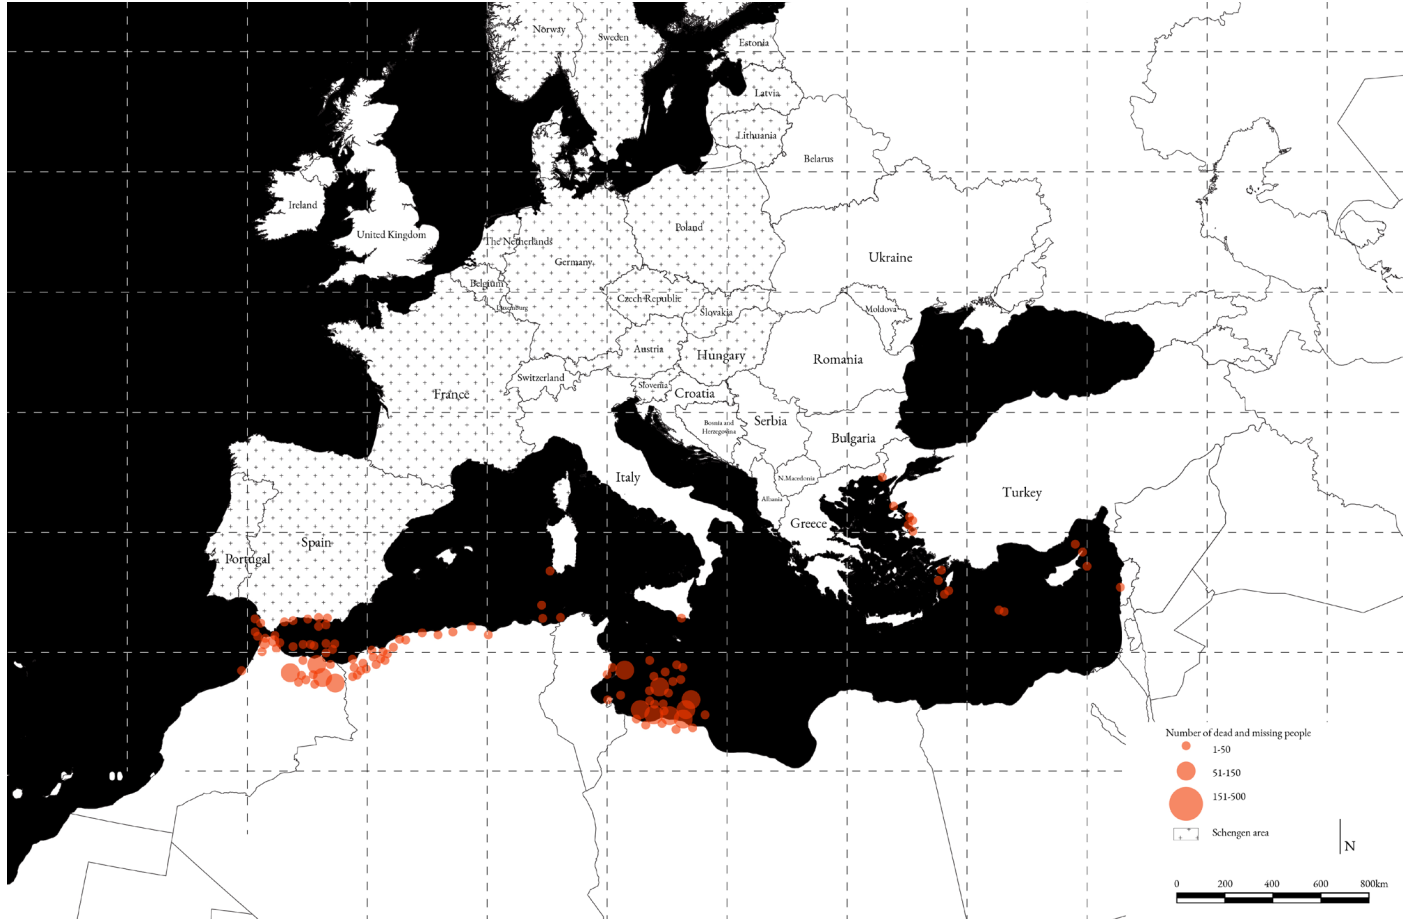 Norway
Sweden
Estonia
Latvia
Lithuania
Belarus
Ireland
United Kingdom
The Netherlands
Poland
Germany
Ukraine
Belgium
Czech Republic
Luxemburg
Slovakia
Moldova
Austria
Hungary
Romania
Switzerland
Slovenia
France
Croatia
Bosnia and
Herzegovina
Serbia
Bulgaria
Italy
N.Macedonia
Albania
Turkey
Greece
Spain
Portugal
Number of dead and missing people
1-50
51-150
151-500
Schengen area
N
0 200 400 600 800km